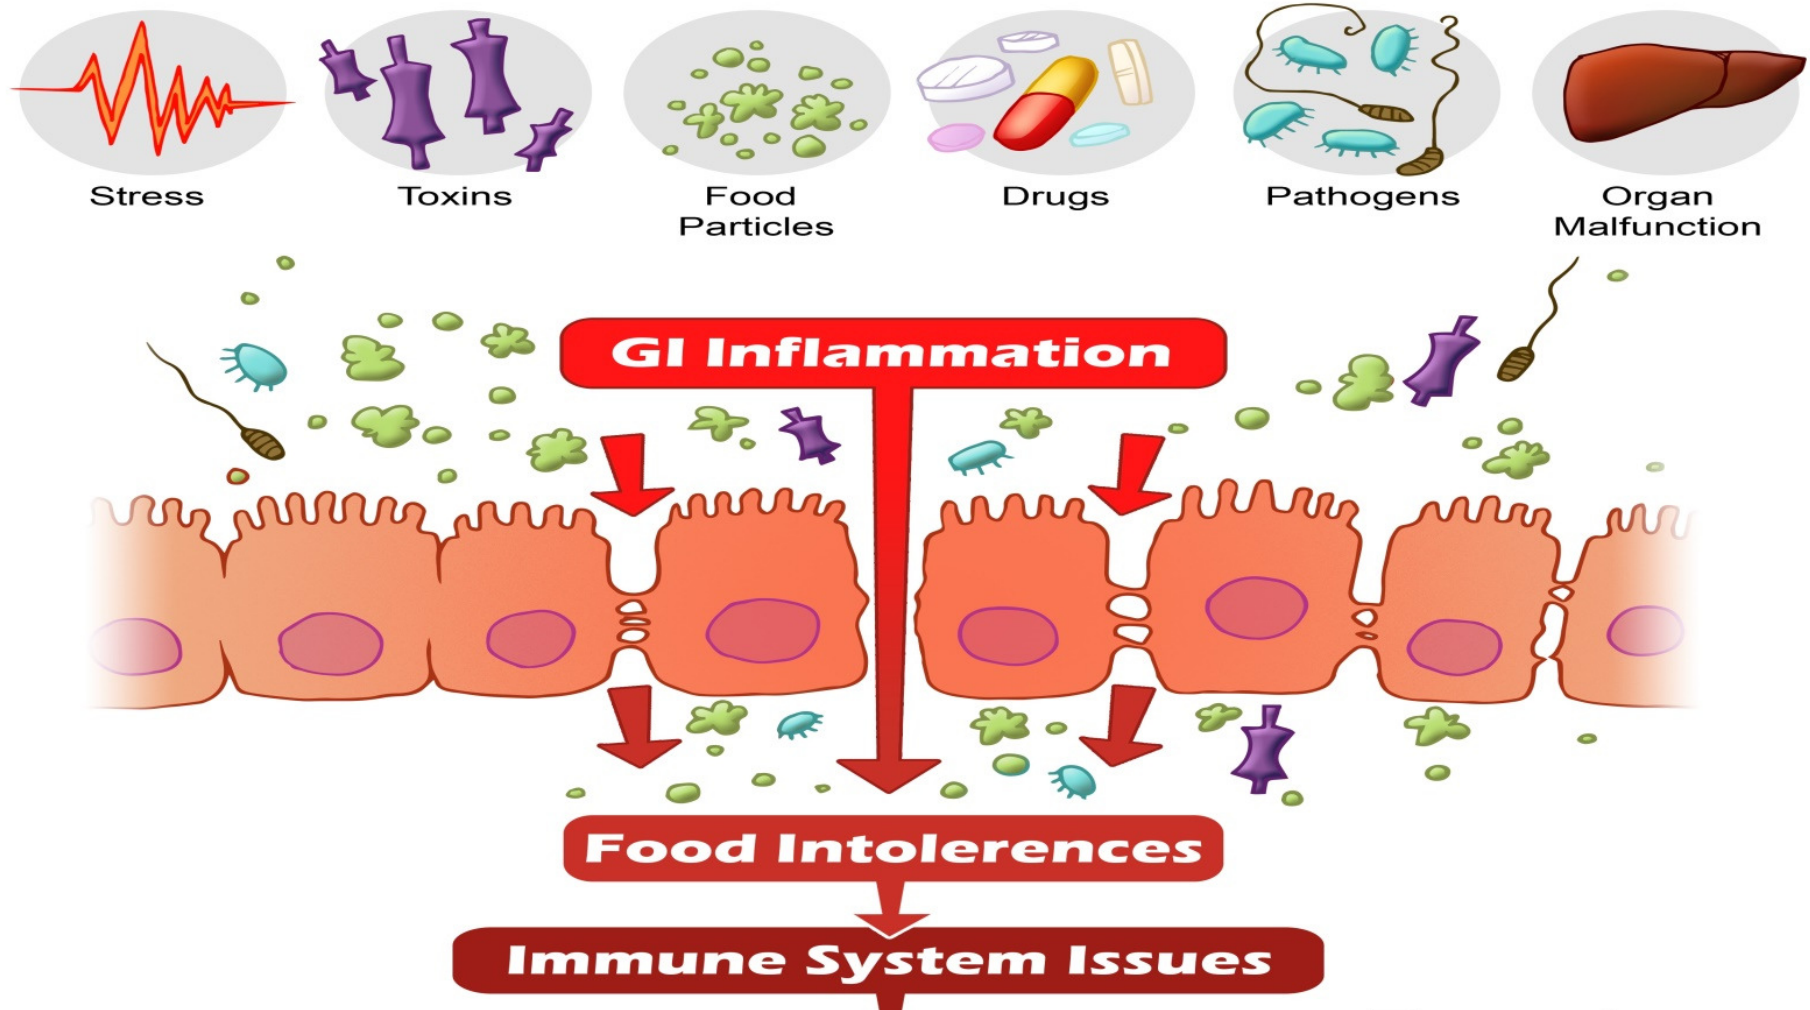 Stress
Toxins
Food
Particles
Drugs
Pathogens
Organ
Malfunction
GI Inflammation
Food Intolerences
Immune System Issues